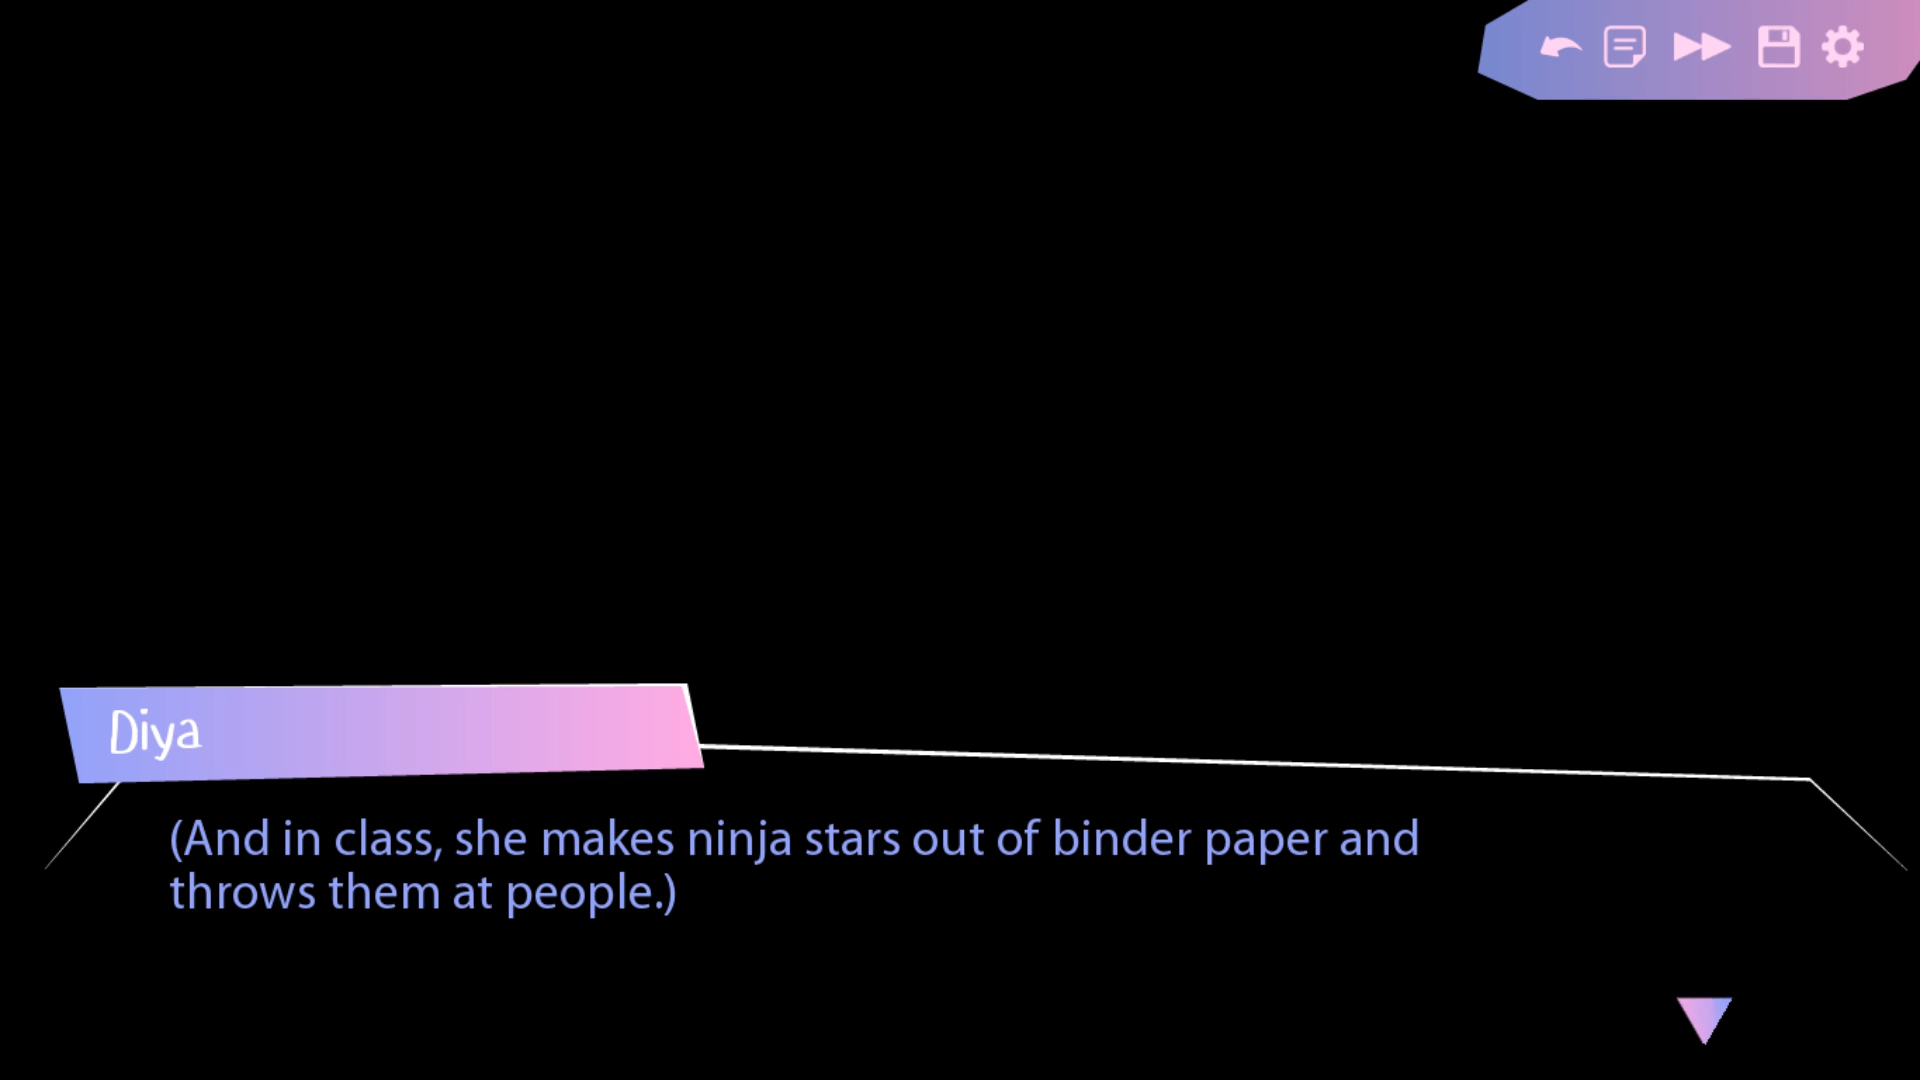 Diya
(And in class, she makes ninja stars out of binder paper and
throws them at people.)